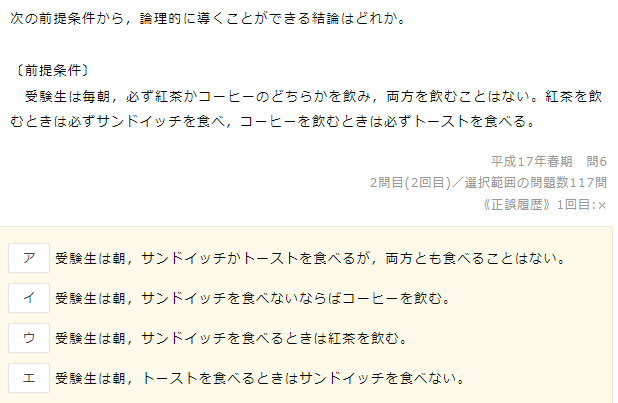 次の前提条件から，論理的に導くことができる結論はどれか。
〔前提条件〕
　受験生は毎朝，必ず紅茶かコーヒーのどちらかを飲み，両方を飲むことはない。紅茶を飲
むときは必ずサンドイッチを食べ，コーヒーを飲むときは必ずトーストを食べる。
平成17年春期　問6
2問目(2回目)／選択範囲の問題数117問
《正誤履歴》1回目:×
ア 受験生は朝，サンドイッチかトーストを食べるが，両方とも食べることはない。
イ 受験生は朝，サンドイッチを食べないならばコーヒーを飲む。
ウ 受験生は朝，サンドイッチを食べるときは紅茶を飲む。
エ 受験生は朝，トーストを食べるときはサンドイッチを食べない。